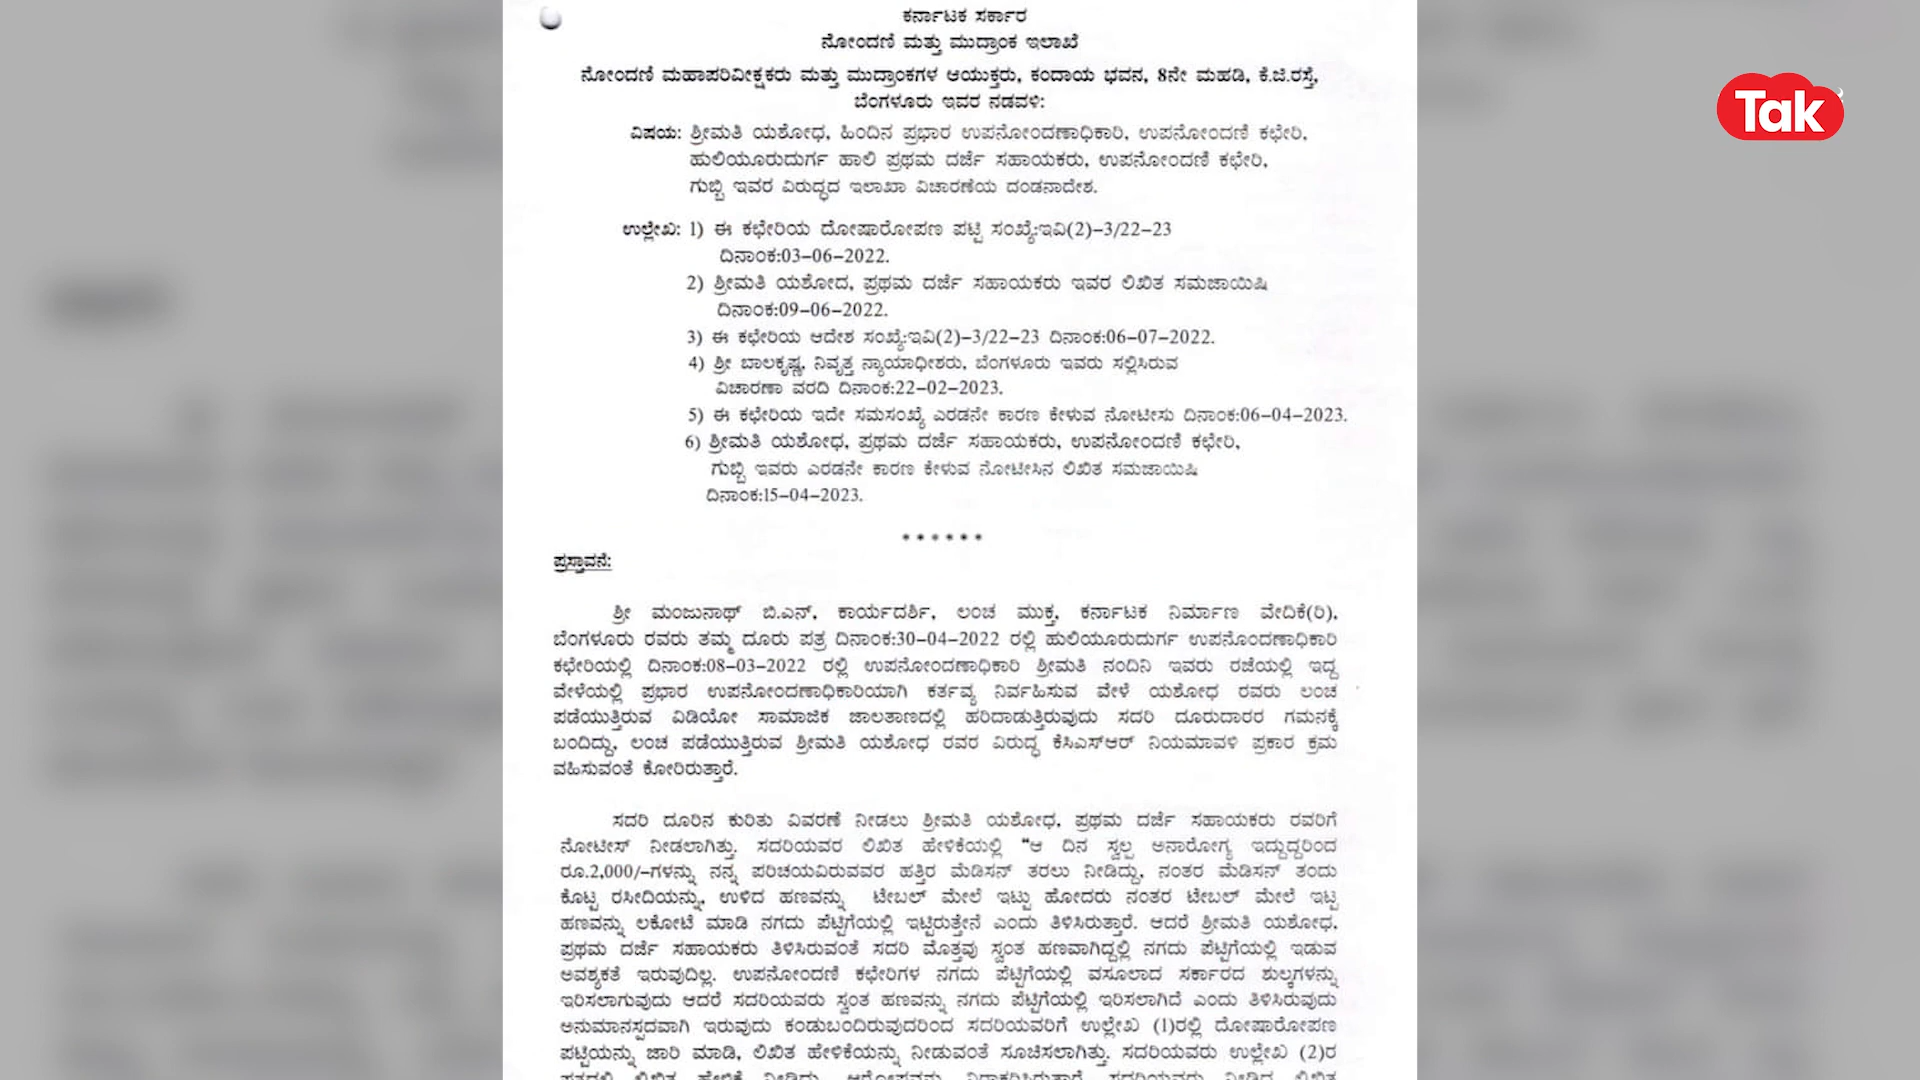 ಕರ್ನಾಟಕ ಸರ್ಕಾರ
ನೋಂದಣಿ ಮತ್ತು ಮುದ್ರಾಂಕ ಇಲಾಖೆ
ನೋಂದಣಿ ಮಹಾಪರಿವೀಕ್ಷಕರು ಮತ್ತು ಮುದ್ರಾಂಕಗಳ ಆಯುಕ್ತರು, ಕಂದಾಯ ಭವನ, 8ನೇ ಮಹಡಿ, ಕೆ.ಜಿ.ರಸ್ತೆ,
ಬೆಂಗಳೂರು ಇವರ ನಡವಳಿ:
Tak
ವಿಷಯ: ಶ್ರೀಮತಿ ಯಶೋಧ, ಹಿಂದಿನ ಪ್ರಭಾರ ಉಪನೋಂದಣಾಧಿಕಾರಿ, ಉಪನೋಂದಣಿ ಕಛೇರಿ,
ಹುಲಿಯೂರುದುರ್ಗ ಹಾಲಿ ಪ್ರಥಮ ದರ್ಜೆ ಸಹಾಯಕರು, ಉಪನೋಂದಣಿ ಕಛೇರಿ,
ಗುಬ್ಬಿ ಇವರ ವಿರುದ್ಧದ ಇಲಾಖಾ ವಿಚಾರಣೆಯ ದಂಡನಾದೇಶ.
ಉಲ್ಲೇಖ: 1) ಈ ಕಛೇರಿಯ ದೋಷಾರೋಪಣ ಪಟ್ಟಿ ಸಂಖ್ಯೆ:ಇವಿ(2)-3/22-23
ದಿನಾಂಕ:03-06-2022.
2) ಶ್ರೀಮತಿ ಯಶೋದ, ಪ್ರಥಮ ದರ್ಜೆ ಸಹಾಯಕರು ಇವರ ಲಿಖಿತ ಸಮಜಾಯಿಷಿ
ದಿನಾಂಕ:09-06-2022.
3) ಈ ಕಛೇರಿಯ ಆದೇಶ ಸಂಖ್ಯೆ:ಇವಿ(2)-3/22-23 ದಿನಾಂಕ:06-07-2022.
4) ಶ್ರೀ ಬಾಲಕೃಷ್ಣ, ನಿವೃತ್ತ ನ್ಯಾಯಾಧೀಶರು, ಬೆಂಗಳೂರು ಇವರು ಸಲ್ಲಿಸಿರುವ
ವಿಚಾರಣಾ ವರದಿ ದಿನಾಂಕ:22-02-2023.
5) ಈ ಕಛೇರಿಯ ಇದೇ ಸಮಸಂಖ್ಯೆ ಎರಡನೇ ಕಾರಣ ಕೇಳುವ ನೋಟೀಸು ದಿನಾಂಕ:06-04-2023.
6) ಶ್ರೀಮತಿ ಯಶೋಧ, ಪ್ರಥಮ ದರ್ಜೆ ಸಹಾಯಕರು, ಉಪನೋಂದಣಿ ಕಛೇರಿ,
ಗುಬ್ಬಿ ಇವರು ಎರಡನೇ ಕಾರಣ ಕೇಳುವ ನೋಟೀಸಿನ ಲಿಖಿತ ಸಮಜಾಯಿಷಿ
ದಿನಾಂಕ:15-04-2023.
******
ಪ್ರಸ್ತಾವನೆ:
ಶ್ರೀ ಮಂಜುನಾಥ್ ಬಿ.ಎನ್, ಕಾರ್ಯದರ್ಶಿ, ಲಂಚ ಮುಕ್ತ, ಕರ್ನಾಟಕ ನಿರ್ಮಾಣ ವೇದಿಕೆ(ರಿ),
ಬೆಂಗಳೂರು ರವರು ತಮ್ಮ ದೂರು ಪತ್ರ ದಿನಾಂಕ:30-04-2022 ರಲ್ಲಿ ಹುಲಿಯೂರುದುರ್ಗ ಉಪನೊಂದಣಾಧಿಕಾರಿ
ಕಛೇರಿಯಲ್ಲಿ ದಿನಾಂಕ:08-03-2022 ರಲ್ಲಿ ಉಪನೋಂದಣಾಧಿಕಾರಿ ಶ್ರೀಮತಿ ನಂದಿನಿ ಇವರು ರಜೆಯಲ್ಲಿ ಇದ್ದ
ವೇಳೆಯಲ್ಲಿ ಪ್ರಭಾರ ಉಪನೋಂದಣಾಧಿಕಾರಿಯಾಗಿ ಕರ್ತವ್ಯ ನಿರ್ವಹಿಸುವ ವೇಳೆ ಯಶೋಧ ರವರು ಲಂಚ
ಪಡೆಯುತ್ತಿರುವ ವಿಡಿಯೋ ಸಾಮಾಜಿಕ ಜಾಲತಾಣದಲ್ಲಿ ಹರಿದಾಡುತ್ತಿರುವುದು ಸದರಿ ದೂರುದಾರರ ಗಮನಕ್ಕೆ
ಬಂದಿದ್ದು, ಲಂಚ ಪಡೆಯುತ್ತಿರುವ ಶ್ರೀಮತಿ ಯಶೋಧ ರವರ ವಿರುದ್ಧ ಕೆಸಿಎಸ್ಆರ್ ನಿಯಮಾವಳಿ ಪ್ರಕಾರ ಕ್ರಮ
ವಹಿಸುವಂತೆ ಕೋರಿರುತ್ತಾರೆ.
ಸದರಿ ದೂರಿನ ಕುರಿತು ವಿವರಣೆ ನೀಡಲು ಶ್ರೀಮತಿ ಯಶೋಧ, ಪ್ರಥಮ ದರ್ಜೆ ಸಹಾಯಕರು ರವರಿಗೆ
ನೋಟೀಸ್ ನೀಡಲಾಗಿತ್ತು. ಸದರಿಯವರ ಲಿಖಿತ ಹೇಳಿಕೆಯಲ್ಲಿ "ಆ ದಿನ ಸ್ವಲ್ಪ ಅನಾರೋಗ್ಯ ಇದ್ದುದ್ದರಿಂದ
ರೂ.2,000/-ಗಳನ್ನು ನನ್ನ ಪರಿಚಯವಿರುವವರ ಹತ್ತಿರ ಮೆಡಿಸನ್ ತರಲು ನೀಡಿದ್ದು, ನಂತರ ಮೆಡಿಸನ್ ತಂದು
ಕೊಟ್ಟ ರಸೀದಿಯನ್ನು, ಉಳಿದ ಹಣವನ್ನು ಟೇಬಲ್ ಮೇಲೆ ಇಟ್ಟು ಹೋದರು ನಂತರ ಟೇಬಲ್ ಮೇಲೆ ಇಟ್ಟ
ಹಣವನ್ನು ಲಕೋಟೆ ಮಾಡಿ ನಗದು ಪೆಟ್ಟಿಗೆಯಲ್ಲಿ ಇಟ್ಟಿರುತ್ತೇನೆ ಎಂದು ತಿಳಿಸಿರುತ್ತಾರೆ. ಆದರೆ ಶ್ರೀಮತಿ ಯಶೋಧ,
ಪ್ರಥಮ ದರ್ಜೆ ಸಹಾಯಕರು ತಿಳಿಸಿರುವಂತೆ ಸದರಿ ಮೊತ್ತವು ಸ್ವಂತ ಹಣವಾಗಿದ್ದಲ್ಲಿ ನಗದು ಪೆಟ್ಟಿಗೆಯಲ್ಲಿ ಇಡುವ
ಅವಶ್ಯಕತೆ ಇರುವುದಿಲ್ಲ. ಉಪನೋಂದಣಿ ಕಛೇರಿಗಳ ನಗದು ಪೆಟ್ಟಿಗೆಯಲ್ಲಿ ವಸೂಲಾದ ಸರ್ಕಾರದ ಶುಲ್ಕಗಳನ್ನು
ಇರಿಸಲಾಗುವುದು ಆದರೆ ಸದರಿಯವರು ಸ್ವಂತ ಹಣವನ್ನು ನಗದು ಪೆಟ್ಟಿಗೆಯಲ್ಲಿ ಇರಿಸಲಾಗಿದೆ ಎಂದು ತಿಳಿಸಿರುವುದು
ಅನುಮಾನಸ್ಪದವಾಗಿ ಇರುವುದು ಕಂಡುಬಂದಿರುವುದರಿಂದ ಸದರಿಯವರಿಗೆ ಉಲ್ಲೇಖ (1)ರಲ್ಲಿ ದೋಷಾರೋಪಣ
ಪಟ್ಟಿಯನ್ನು ಜಾರಿ ಮಾಡಿ, ಲಿಖಿತ ಹೇಳಿಕೆಯನ್ನು ನೀಡುವಂತೆ ಸೂಚಿಸಲಾಗಿತ್ತು. ಸದರಿಯವರು ಉಲ್ಲೇಖ (2)ರ